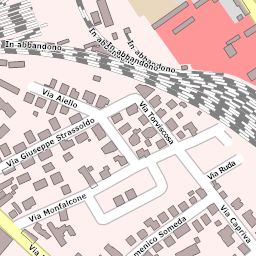 In abbandono
In abbandono
In abbandono
In abbandono
Via Aiello
Via Torviscosa
Via Giuseppe Strassoldo
Via Ruda
Via Monfalcone
Via Capriva
Domenico Someda
Via